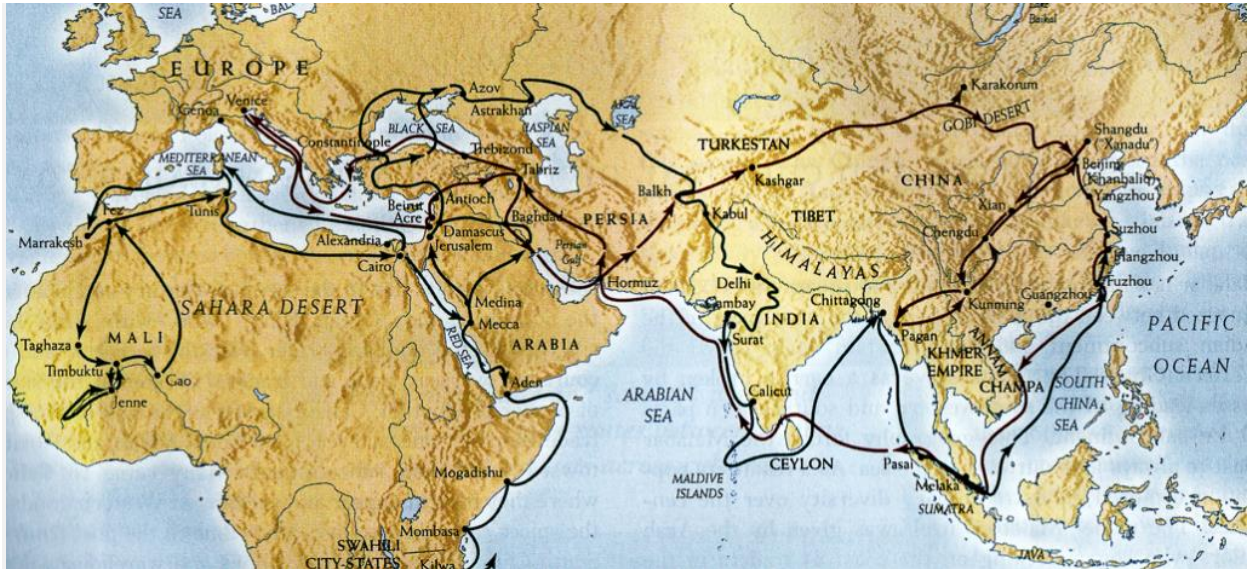 SEA
EUROPE
Venice
Genoa
Azov
Astrakhan
ARAL
SEA
BLACK SEA
CASPIAN
SEA
Constantinople
Trebizond
Tabriz
MEDITERRANEAN
SEA
Antioch
Beirut
Acre
Baghdad
Damascus
Jerusalem
PERSIA
Persian
Gulf
Hormuz
Balkh
Kabul
TURKESTAN
Kashgar
TIBET
HIMALAYAS
CHINA
Baikal
Karakorum
GOBI DESERT
Shangdu
("Xanadu")
Beijing
(Khanbaliq)
Yangzhou
Xian
Chengdu
Suzhou
Hangzhou
Fuzhou
Guangzhou
Kunming
Fez
Tunis
Marrakesh
Alexandria
Cairo
SAHARA DESERT
Medina
Mecca
RED SEA
ARABIA
Aden
MALI
Taghaza
Timbuktu
Gao
Jenne
Delhi
Cambay
INDIA
Surat
Chittagong
Pagan
ANNAM
KHMER
EMPIRE
CHAMPA
SOUTH
CHINA
SEA
PACIFIC
OCEAN
ARABIAN
SEA
Calicut
CEYLON
MALDIVE
ISLANDS
Pasai
Melaka
SUMATRA
JAVA
Mogadishu
Mombasa
SWAHILI
CITY-STATES
Kilwa